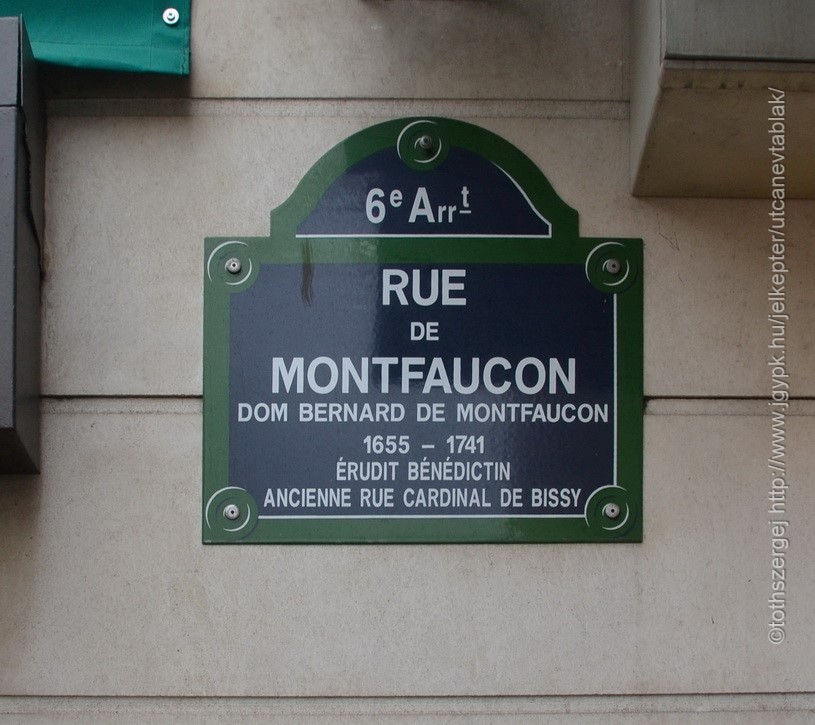 6e Arrt
RUE
DE
MONTFAUCON
DOM BERNARD DE MONTFAUCON
1655 – 1741
ÉRUDIT BÉNÉDICTIN
ANCIENNE RUE CARDINAL DE BISSY
©tothszergej http://www.jgypk.hu/jelkepter/utcanevtablak/